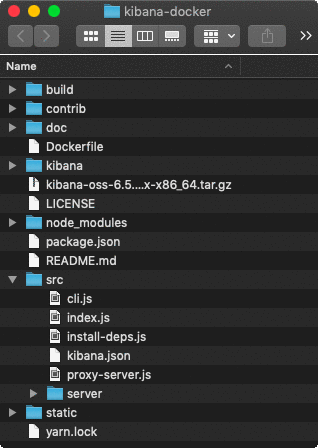 kibana-docker
Name
build
contrib
doc
Dockerfile
kibana
kibana-oss-6.5....x-x86_64.tar.gz
LICENSE
node_modules
package.json
README.md
src
cli.js
index.js
install-deps.js
kibana.json
proxy-server.js
server
static
yarn.lock